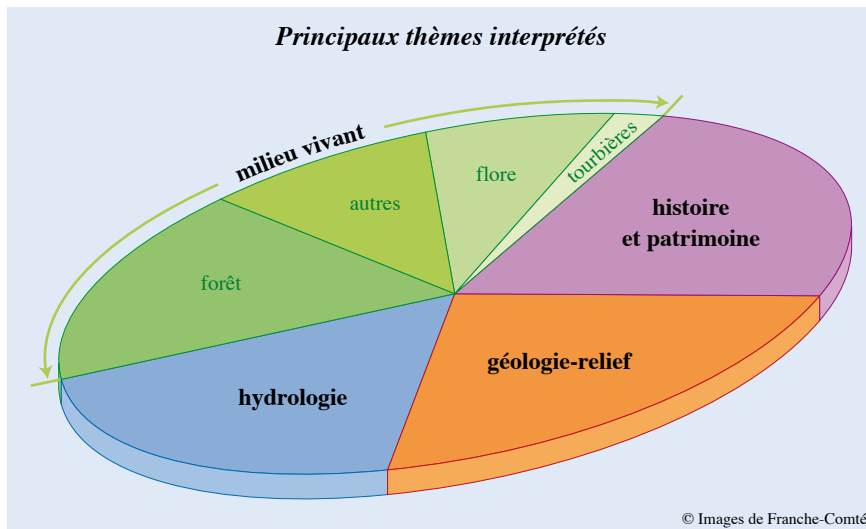 Principaux thèmes interprétés
milieu vivant
tourbières
flore
autres
histoire
et patrimoine
forêt
géologie-relief
hydrologie
© Images de Franche-Comté